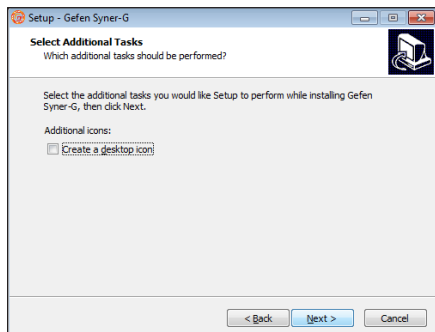 Setup - Gefen Syner-G
Select Additional Tasks
Which additional tasks should be performed?
Select the additional tasks you would like Setup to perform while installing Gefen
Syner-G, then click Next.
Additional icons:
Create a desktop icon
< Back Next > Cancel